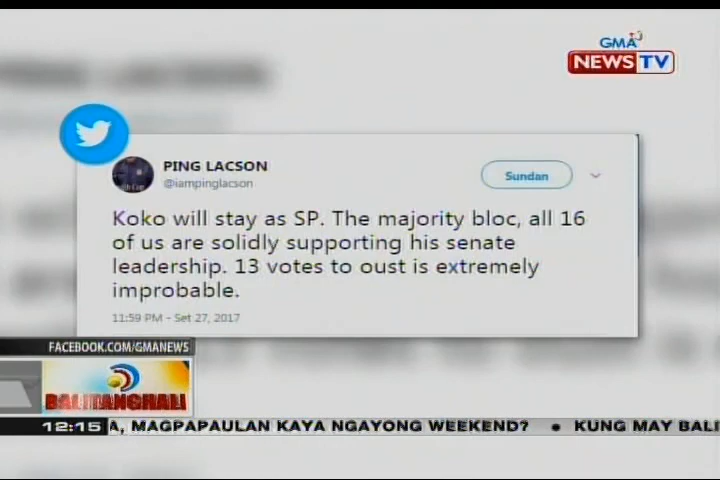 GMA
NEWS TV
PING LACSON
@iampinglacson
Sundan
Koko will stay as SP. The majority bloc, all 16
of us are solidly supporting his senate
leadership. 13 votes to oust is extremely
improbable.
11:59 PM - Set 27, 2017
FACEBOOK.COM/GMANEWS
BALITANGHALI
12:15 A, MAGPAPAULAN KAYA NGAYONG WEEKEND? • KUNG MAY BALI